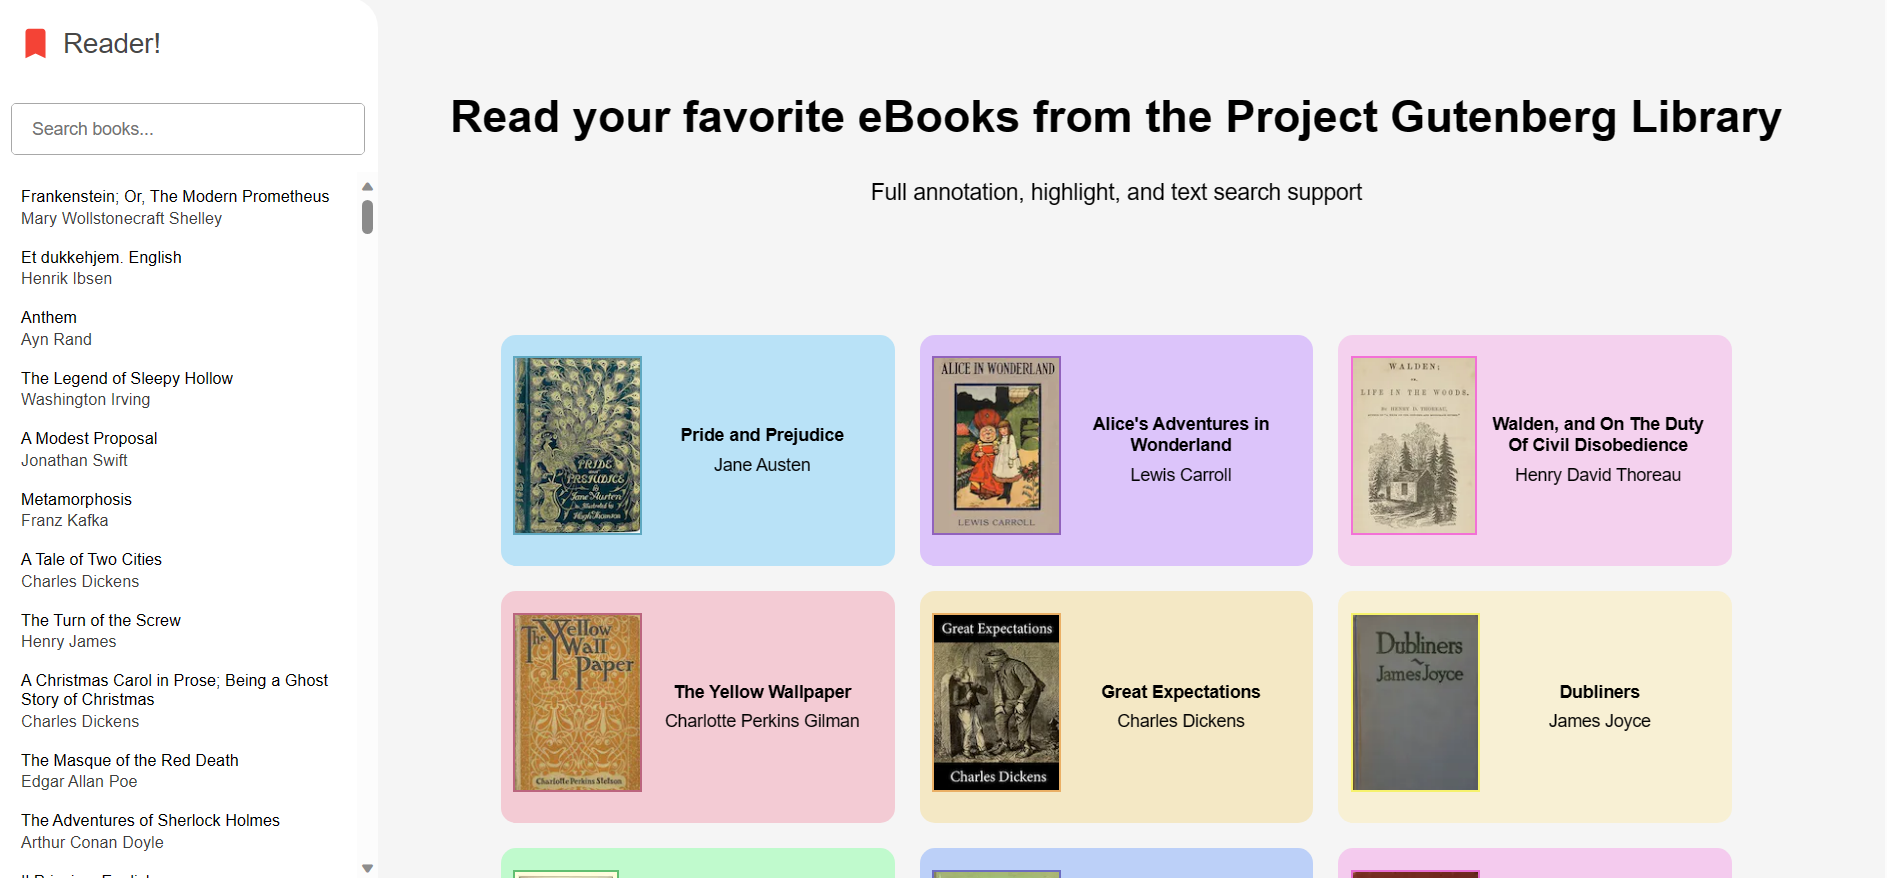 Reader!
Search books...
Frankenstein; Or, The Modern Prometheus
Mary Wollstonecraft Shelley
Et dukkehjem. English
Henrik Ibsen
Anthem
Ayn Rand
The Legend of Sleepy Hollow
Washington Irving
A Modest Proposal
Jonathan Swift
Metamorphosis
Franz Kafka
A Tale of Two Cities
Charles Dickens
The Turn of the Screw
Henry James
A Christmas Carol in Prose; Being a Ghost
Story of Christmas
Charles Dickens
The Masque of the Red Death
Edgar Allan Poe
The Adventures of Sherlock Holmes
Arthur Conan Doyle
Read your favorite eBooks from the Project Gutenberg Library
Full annotation, highlight, and text search support
PRIDE
and
PREJUDICE
by
Jane Austen
Illustrated by
Hugh Thomson
Pride and Prejudice
Jane Austen
ALICE IN WONDERLAND
LEWIS CARROLL
Alice's Adventures in
Wonderland
Lewis Carroll
WALDEN;
OR,
LIFE IN THE WOODS.
BY HENRY D. THOREAU,
Walden, and On The Duty
Of Civil Disobedience
Henry David Thoreau
The Yellow
Wall
Paper
Charlotte Perkins Stetson
The Yellow Wallpaper
Charlotte Perkins Gilman
Great Expectations
Charles Dickens
Great Expectations
Charles Dickens
Dubliners
~
James Joyce
Dubliners
James Joyce